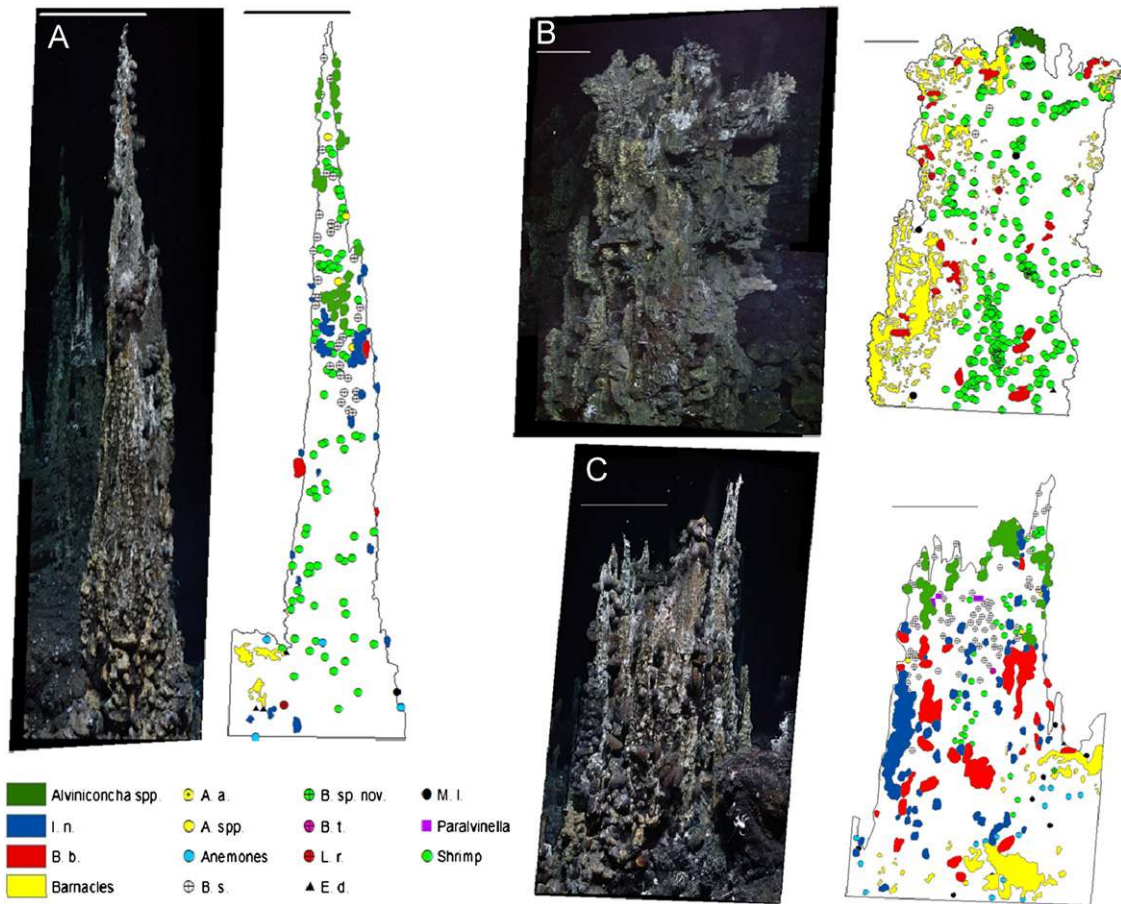 A
B
C
Alviniconcha spp. A. a. B. sp. nov. M. l.
I. n. A. spp. B. t. Paralvinella
B. b. Anemones L. r. Shrimp
Barnacles B. s. E. d.